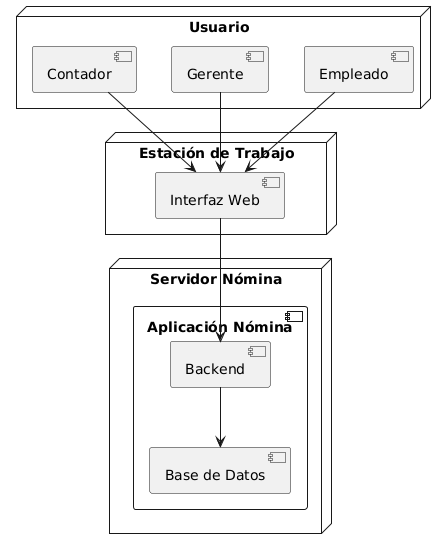 Usuario
Contador
Gerente
Empleado
Estación de Trabajo
Interfaz Web
Servidor Nómina
Aplicación Nómina
Backend
Base de Datos